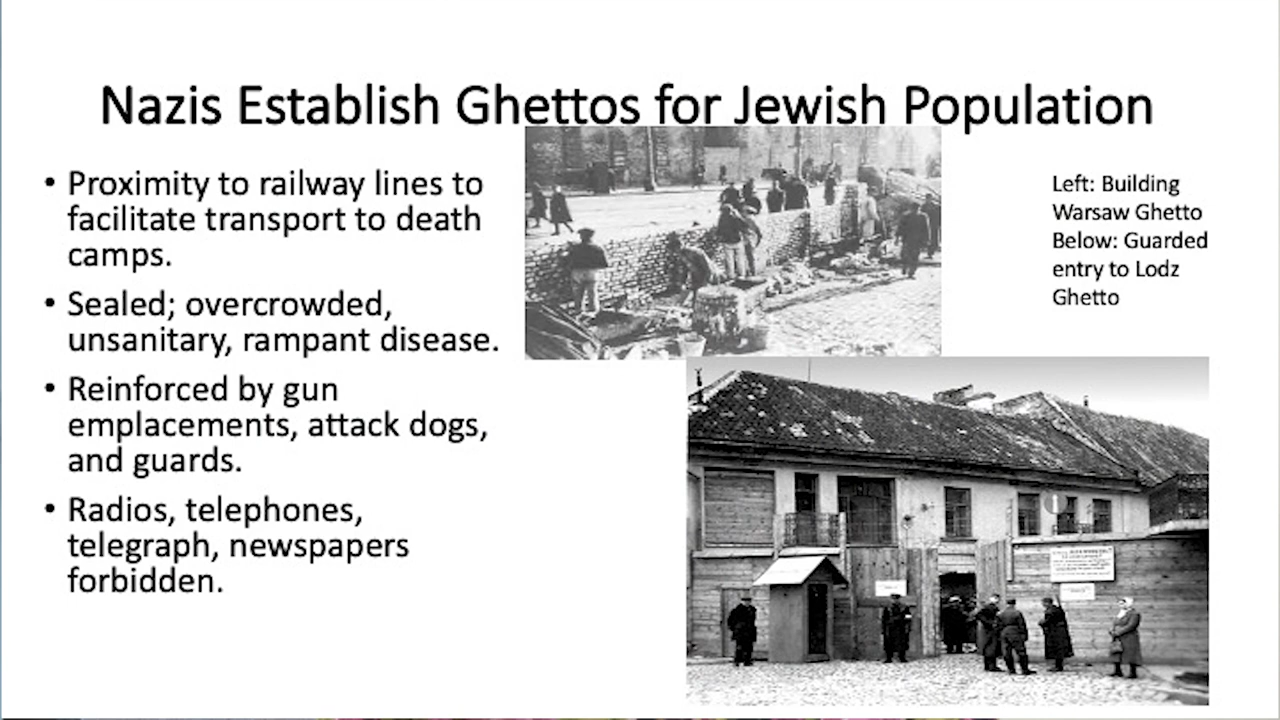 Nazis Establish Ghettos for Jewish Population
• Proximity to railway lines to
facilitate transport to death
camps.
• Sealed; overcrowded,
unsanitary, rampant disease.
• Reinforced by gun
emplacements, attack dogs,
and guards.
• Radios, telephones,
telegraph, newspapers
forbidden.
Left: Building
Warsaw Ghetto
Below: Guarded
entry to Lodz
Ghetto